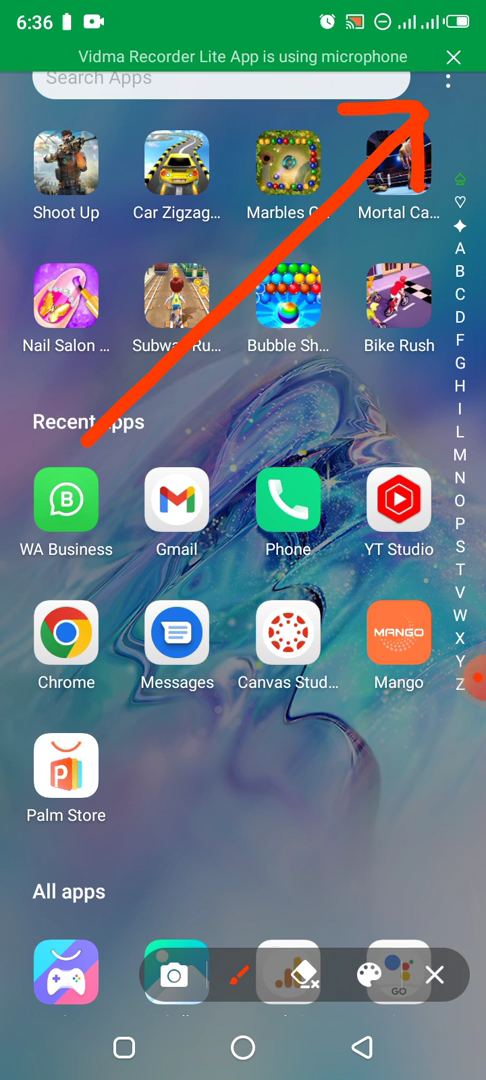 6:36
Vidma Recorder Lite App is using microphone
Search Apps
Shoot Up
Car Zigzag...
Marbles
Mortal Ca...
Nail Salon ...
Bubble Sh...
Bike Rush
Recent Apps
B
WA Business
Gmail
Phone
YT Studio
MANGO
Chrome
Messages
Canvas Stud...
Mango
P
Palm Store
All apps
GO
A
B
C
D
F
G
H
I
L
M
N
O
P
S
T
V
W
X
Y
Z